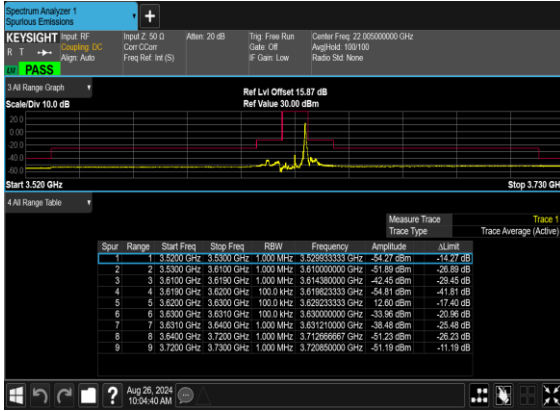 Spectrum Analyzer 1
Spurious Emissions
+
KEYSIGHT Input: RF Input Z: 50 Ω Atten: 20 dB Trig: Free Run Center Freq: 22.005000000 GHz
R T Coupling: DC Corr CCorr Gate: Off Avg|Hold: 100/100
Align: Auto Freq Ref: Int (S) IF Gain: Low Radio Std: None
PASS
3 All Range Graph Ref Lvl Offset 15.87 dB
Scale/Div 10.0 dB Ref Value 30.00 dBm
20.0
0.00
-20.0
-40.0
-60.0
Start 3.520 GHz Stop 3.730 GH
4 All Range Table
Measure Trace Trace 1
Trace Type Trace Average (Active)
Spur Range Start Freq Stop Freq RBW Frequency Amplitude ΔLimit
1 1 3.5200 GHz 3.5300 GHz 1.000 MHz 3.529933333 GHz -54.27 dBm -14.27 dB
2 2 3.5300 GHz 3.6100 GHz 1.000 MHz 3.610000000 GHz -51.89 dBm -26.89 dB
3 3 3.6100 GHz 3.6190 GHz 1.000 MHz 3.614380000 GHz -42.45 dBm -29.45 dB
4 4 3.6190 GHz 3.6200 GHz 100.0 kHz 3.619823333 GHz -54.81 dBm -41.81 dB
5 5 3.6200 GHz 3.6300 GHz 100.0 kHz 3.629233333 GHz 12.60 dBm -17.40 dB
6 6 3.6300 GHz 3.6310 GHz 100.0 kHz 3.630000000 GHz -33.96 dBm -20.96 dB
7 7 3.6310 GHz 3.6400 GHz 1.000 MHz 3.631210000 GHz -38.48 dBm -25.48 dB
8 8 3.6400 GHz 3.7200 GHz 1.000 MHz 3.712666667 GHz -51.23 dBm -26.23 dB
9 9 3.7200 GHz 3.7300 GHz 1.000 MHz 3.720850000 GHz -51.19 dBm -11.19 dB
? Aug 26, 2024
10:04:40 AM